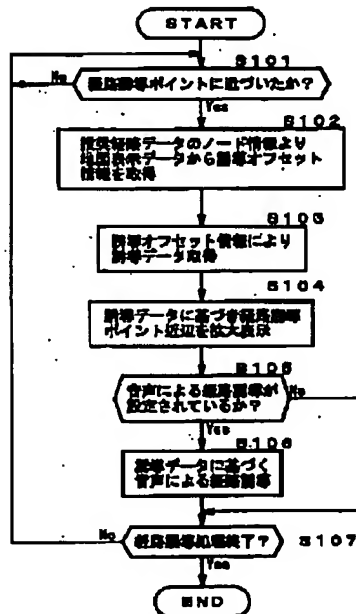 START
S101
No
経路誘導ポイントに近づいたか?
Yes
S102
提供経路データのノード情報より
地図表示データから誘導オフセット
情報を取得
S103
誘導オフセット情報により
誘導データ取得
S104
誘導データに基づき経路誘導
ポイント近辺を拡大表示
S105
音声による経路誘導が
設定されているか?
No
Yes
S106
誘導データに基づく
音声による経路誘導
No
経路誘導処理終了?
S107
Yes
END